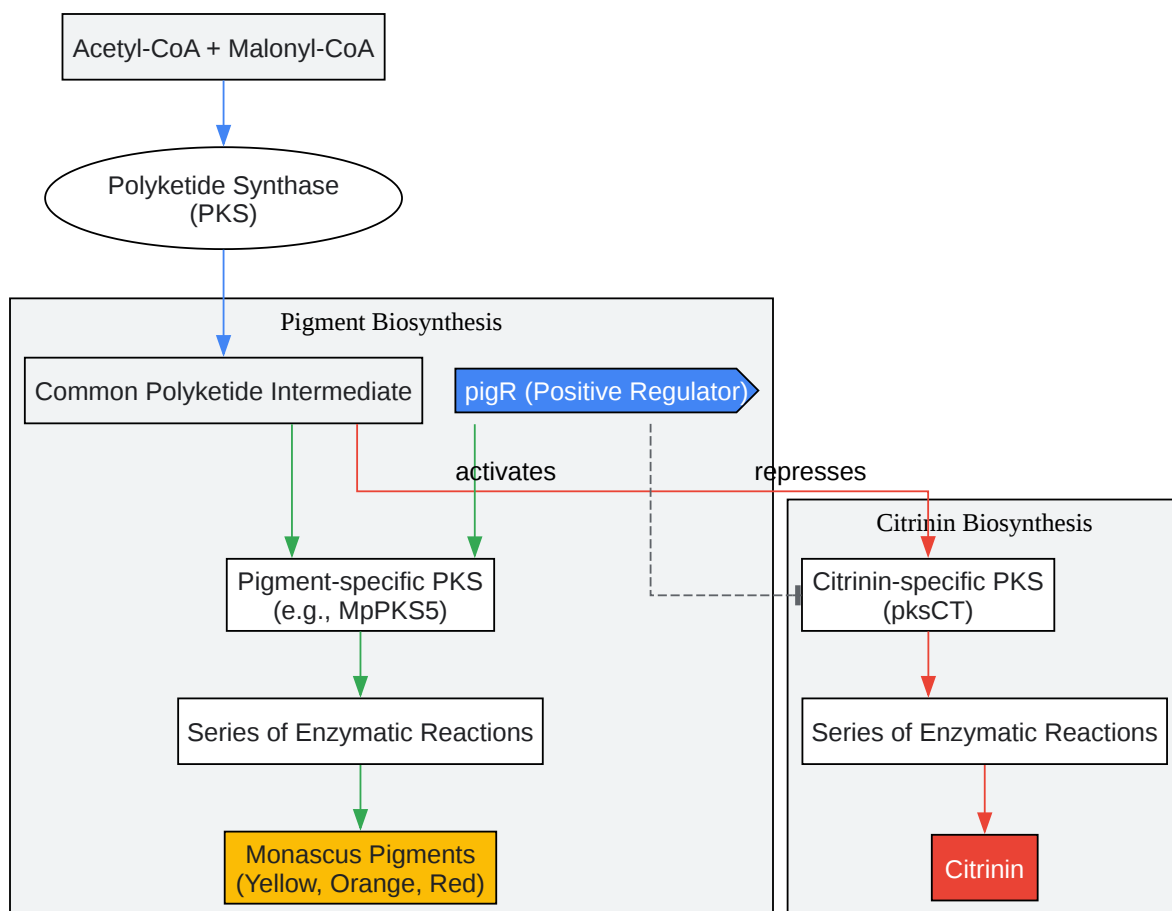 Acetyl-CoA + Malonyl-CoA
Polyketide Synthase
(PKS)
Pigment Biosynthesis
Common Polyketide Intermediate
pigR (Positive Regulator)
activates
represses
Citrinin Biosynthesis
Pigment-specific PKS
(e.g., MpPKS5)
Citrinin-specific PKS
(pksCT)
Series of Enzymatic Reactions
Series of Enzymatic Reactions
Monascus Pigments
(Yellow, Orange, Red)
Citrinin